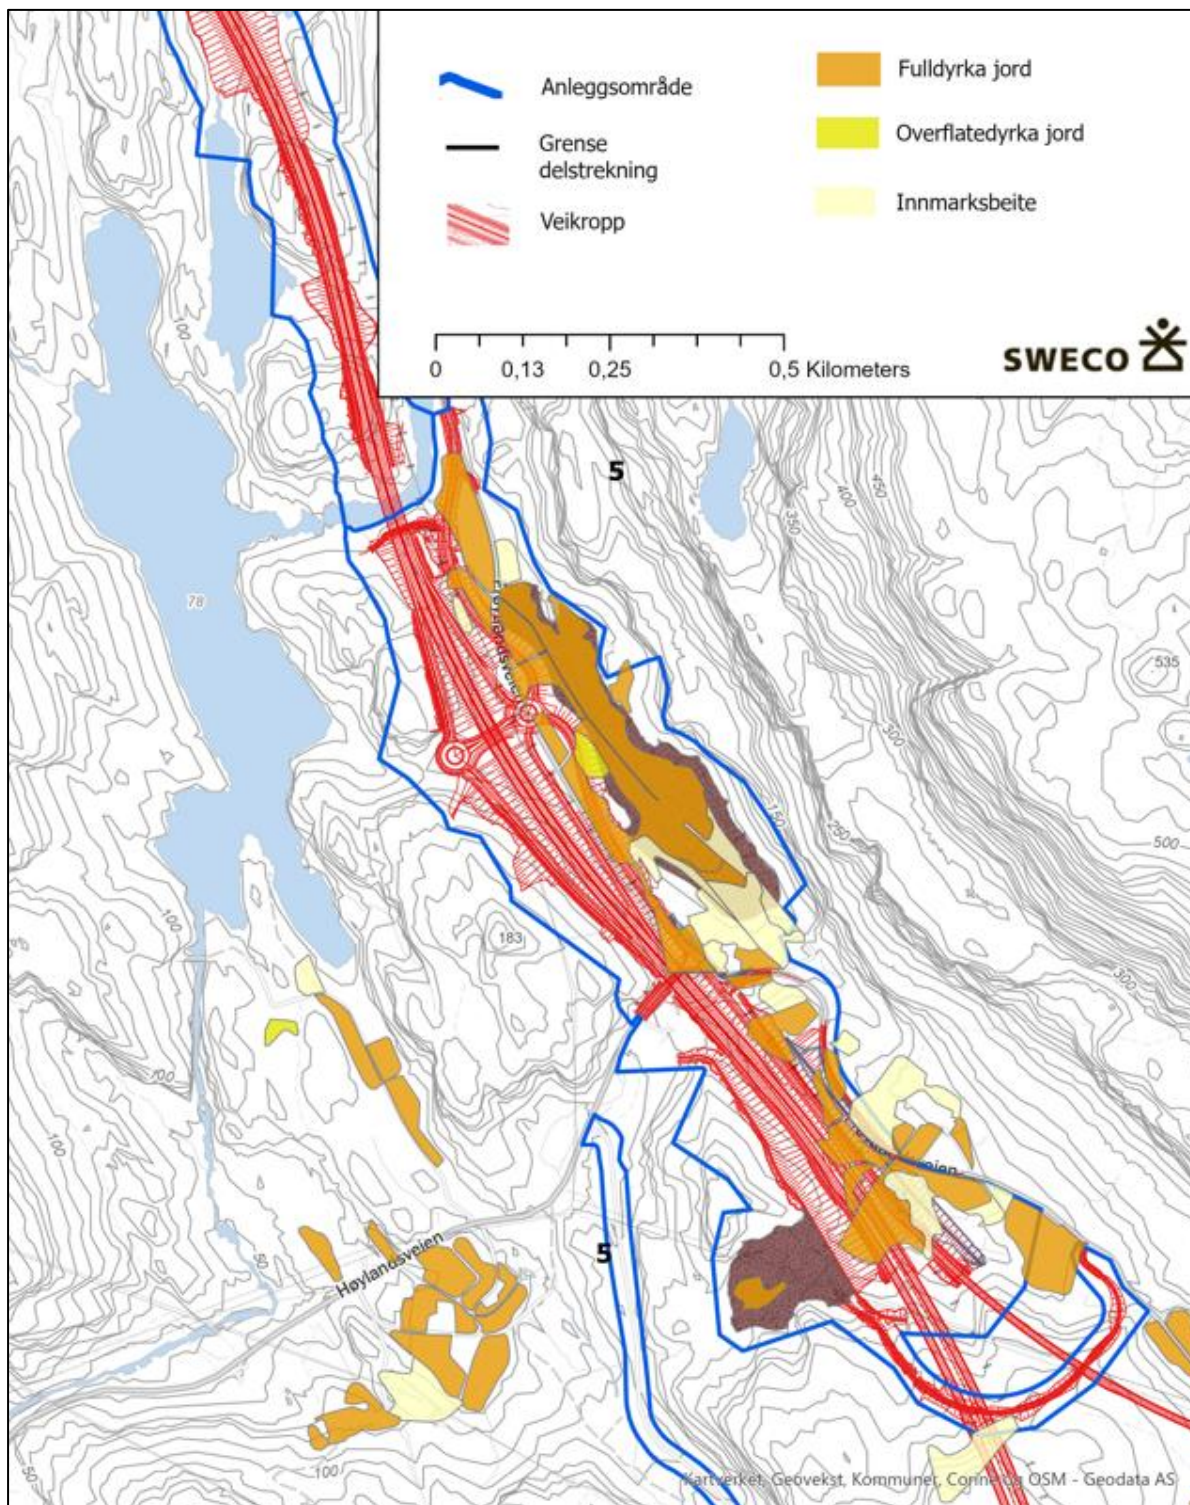 Anleggsområde
Grense
delstrekning
Veikropp
Fulldyrka jord
Overflatedyrka jord
Innmarksbeite
0 0,13 0,25 0,5 Kilometers
SWECO
100
5
450
400
350
78
535
300
150
250
500
100
183
300
100
100
50
5
Høylandsveien
50
100
Kartverket, Geovekst, Kommuner, Corine og OSM - Geodata AS